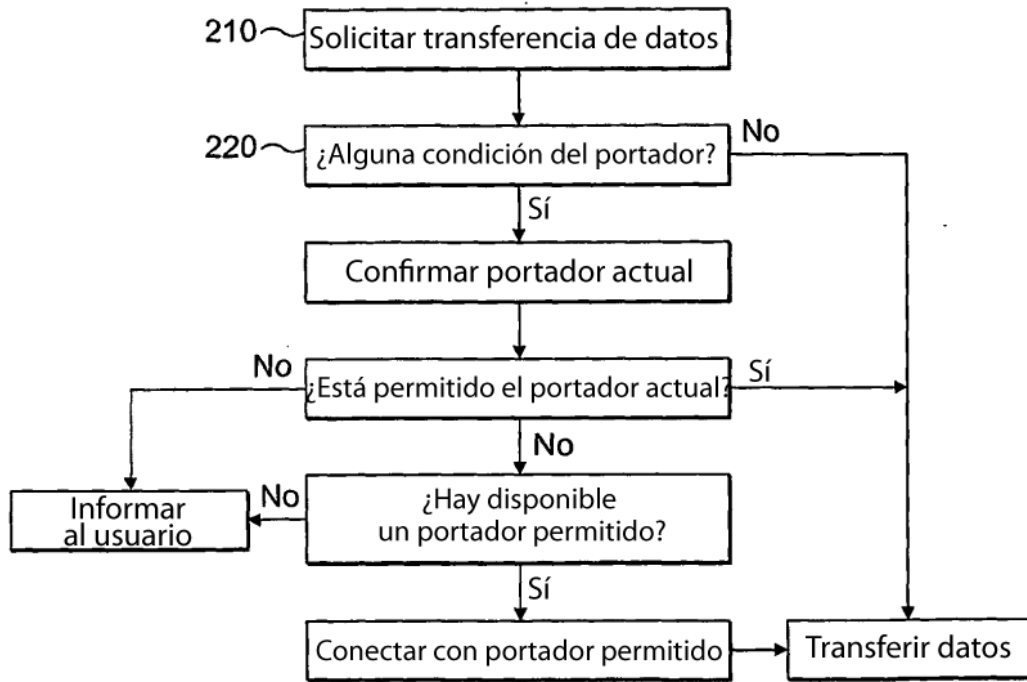 210 Solicitar transferencia de datos
220 ¿Alguna condición del portador? No
Sí
Confirmar portador actual
No ¿Está permitido el portador actual? Sí
No
Informar
al usuario
No
¿Hay disponible
un portador permitido?
Sí
Conectar con portador permitido
Transferir datos